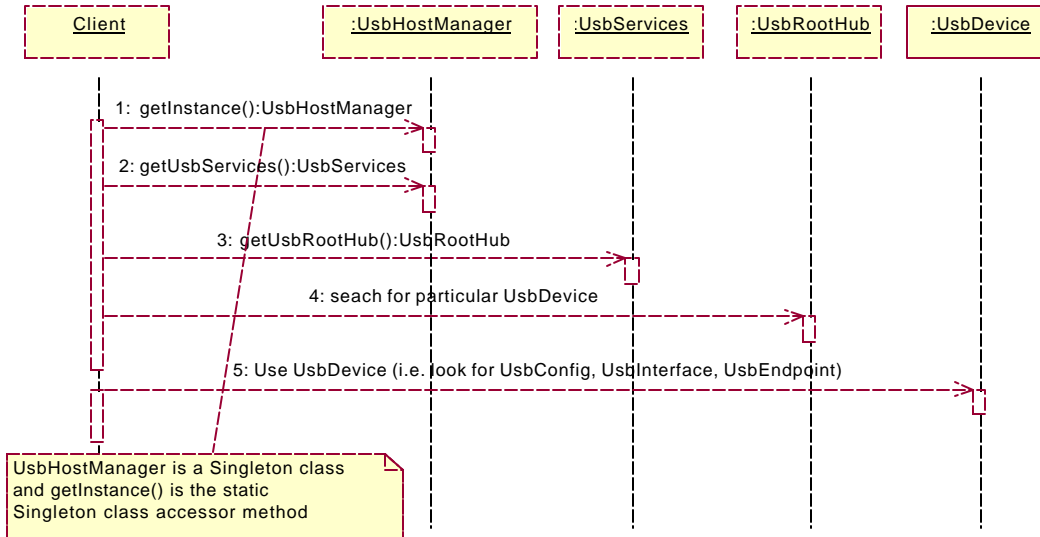 Client
:UsbHostManager
:UsbServices
:UsbRootHub
:UsbDevice
1: getInstance():UsbHostManager
2: getUsbServices():UsbServices
3: getUsbRootHub():UsbRootHub
4: seach for particular UsbDevice
5: Use UsbDevice (i.e. look for UsbConfig, UsbInterface, UsbEndpoint)
UsbHostManager is a Singleton class
and getInstance() is the static
Singleton class accessor method